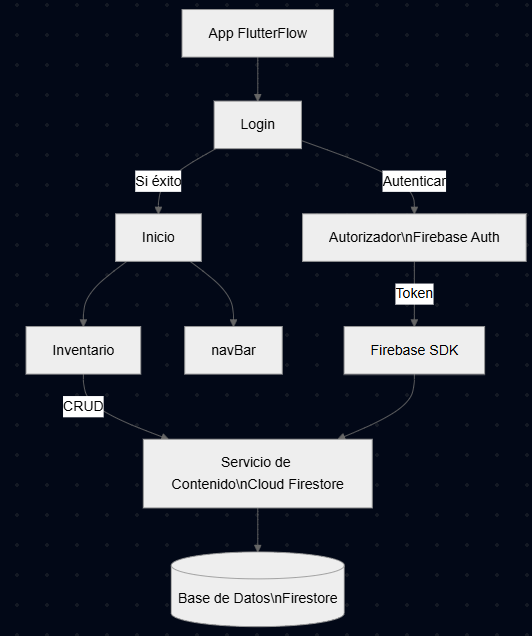 App FlutterFlow
Login
Si éxito
Autenticar
Inicio
Autorizador\nFirebase Auth
Token
Inventario
navBar
Firebase SDK
CRUD
Servicio de
Contenido\nCloud Firestore
Base de Datos\nFirestore